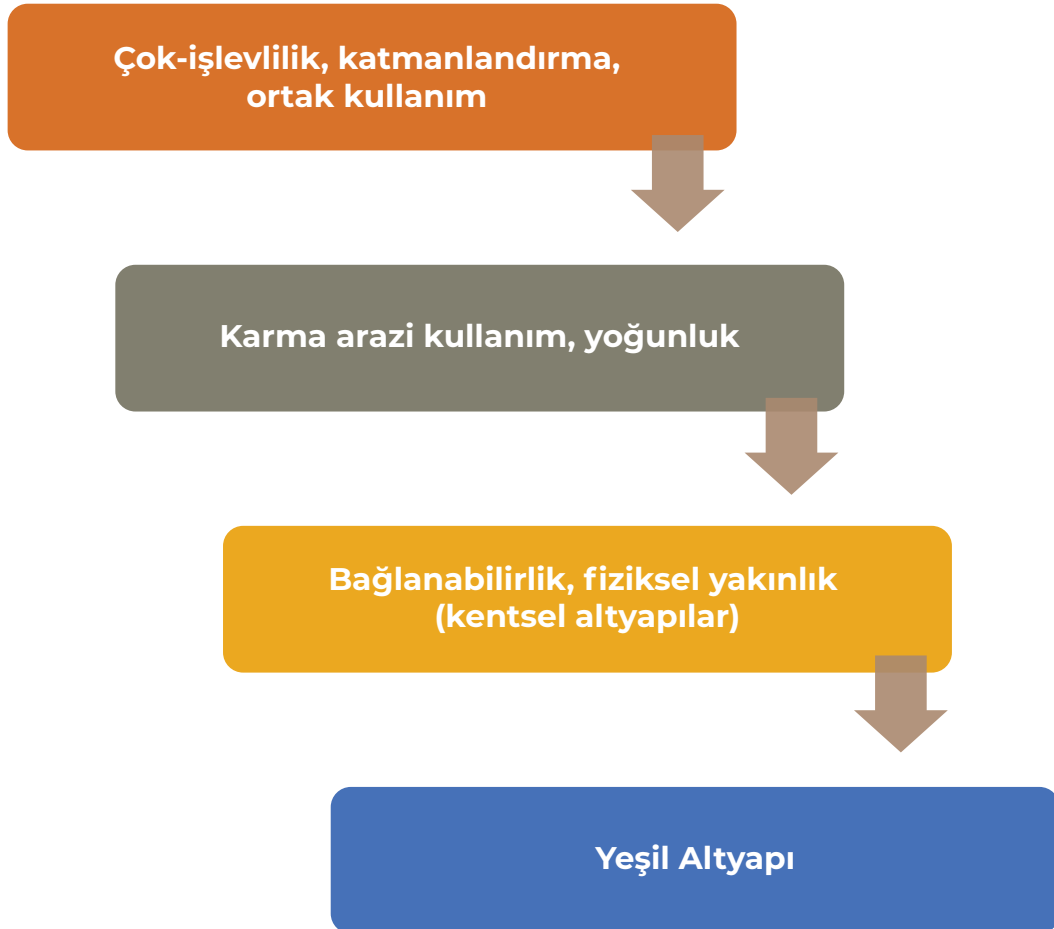 Çok-işlevlilik, katmanlandırma,
ortak kullanım
Karma arazi kullanım, yoğunluk
Bağlanabilirlik, fiziksel yakınlık
(kentsel altyapılar)
Yeşil Altyapı